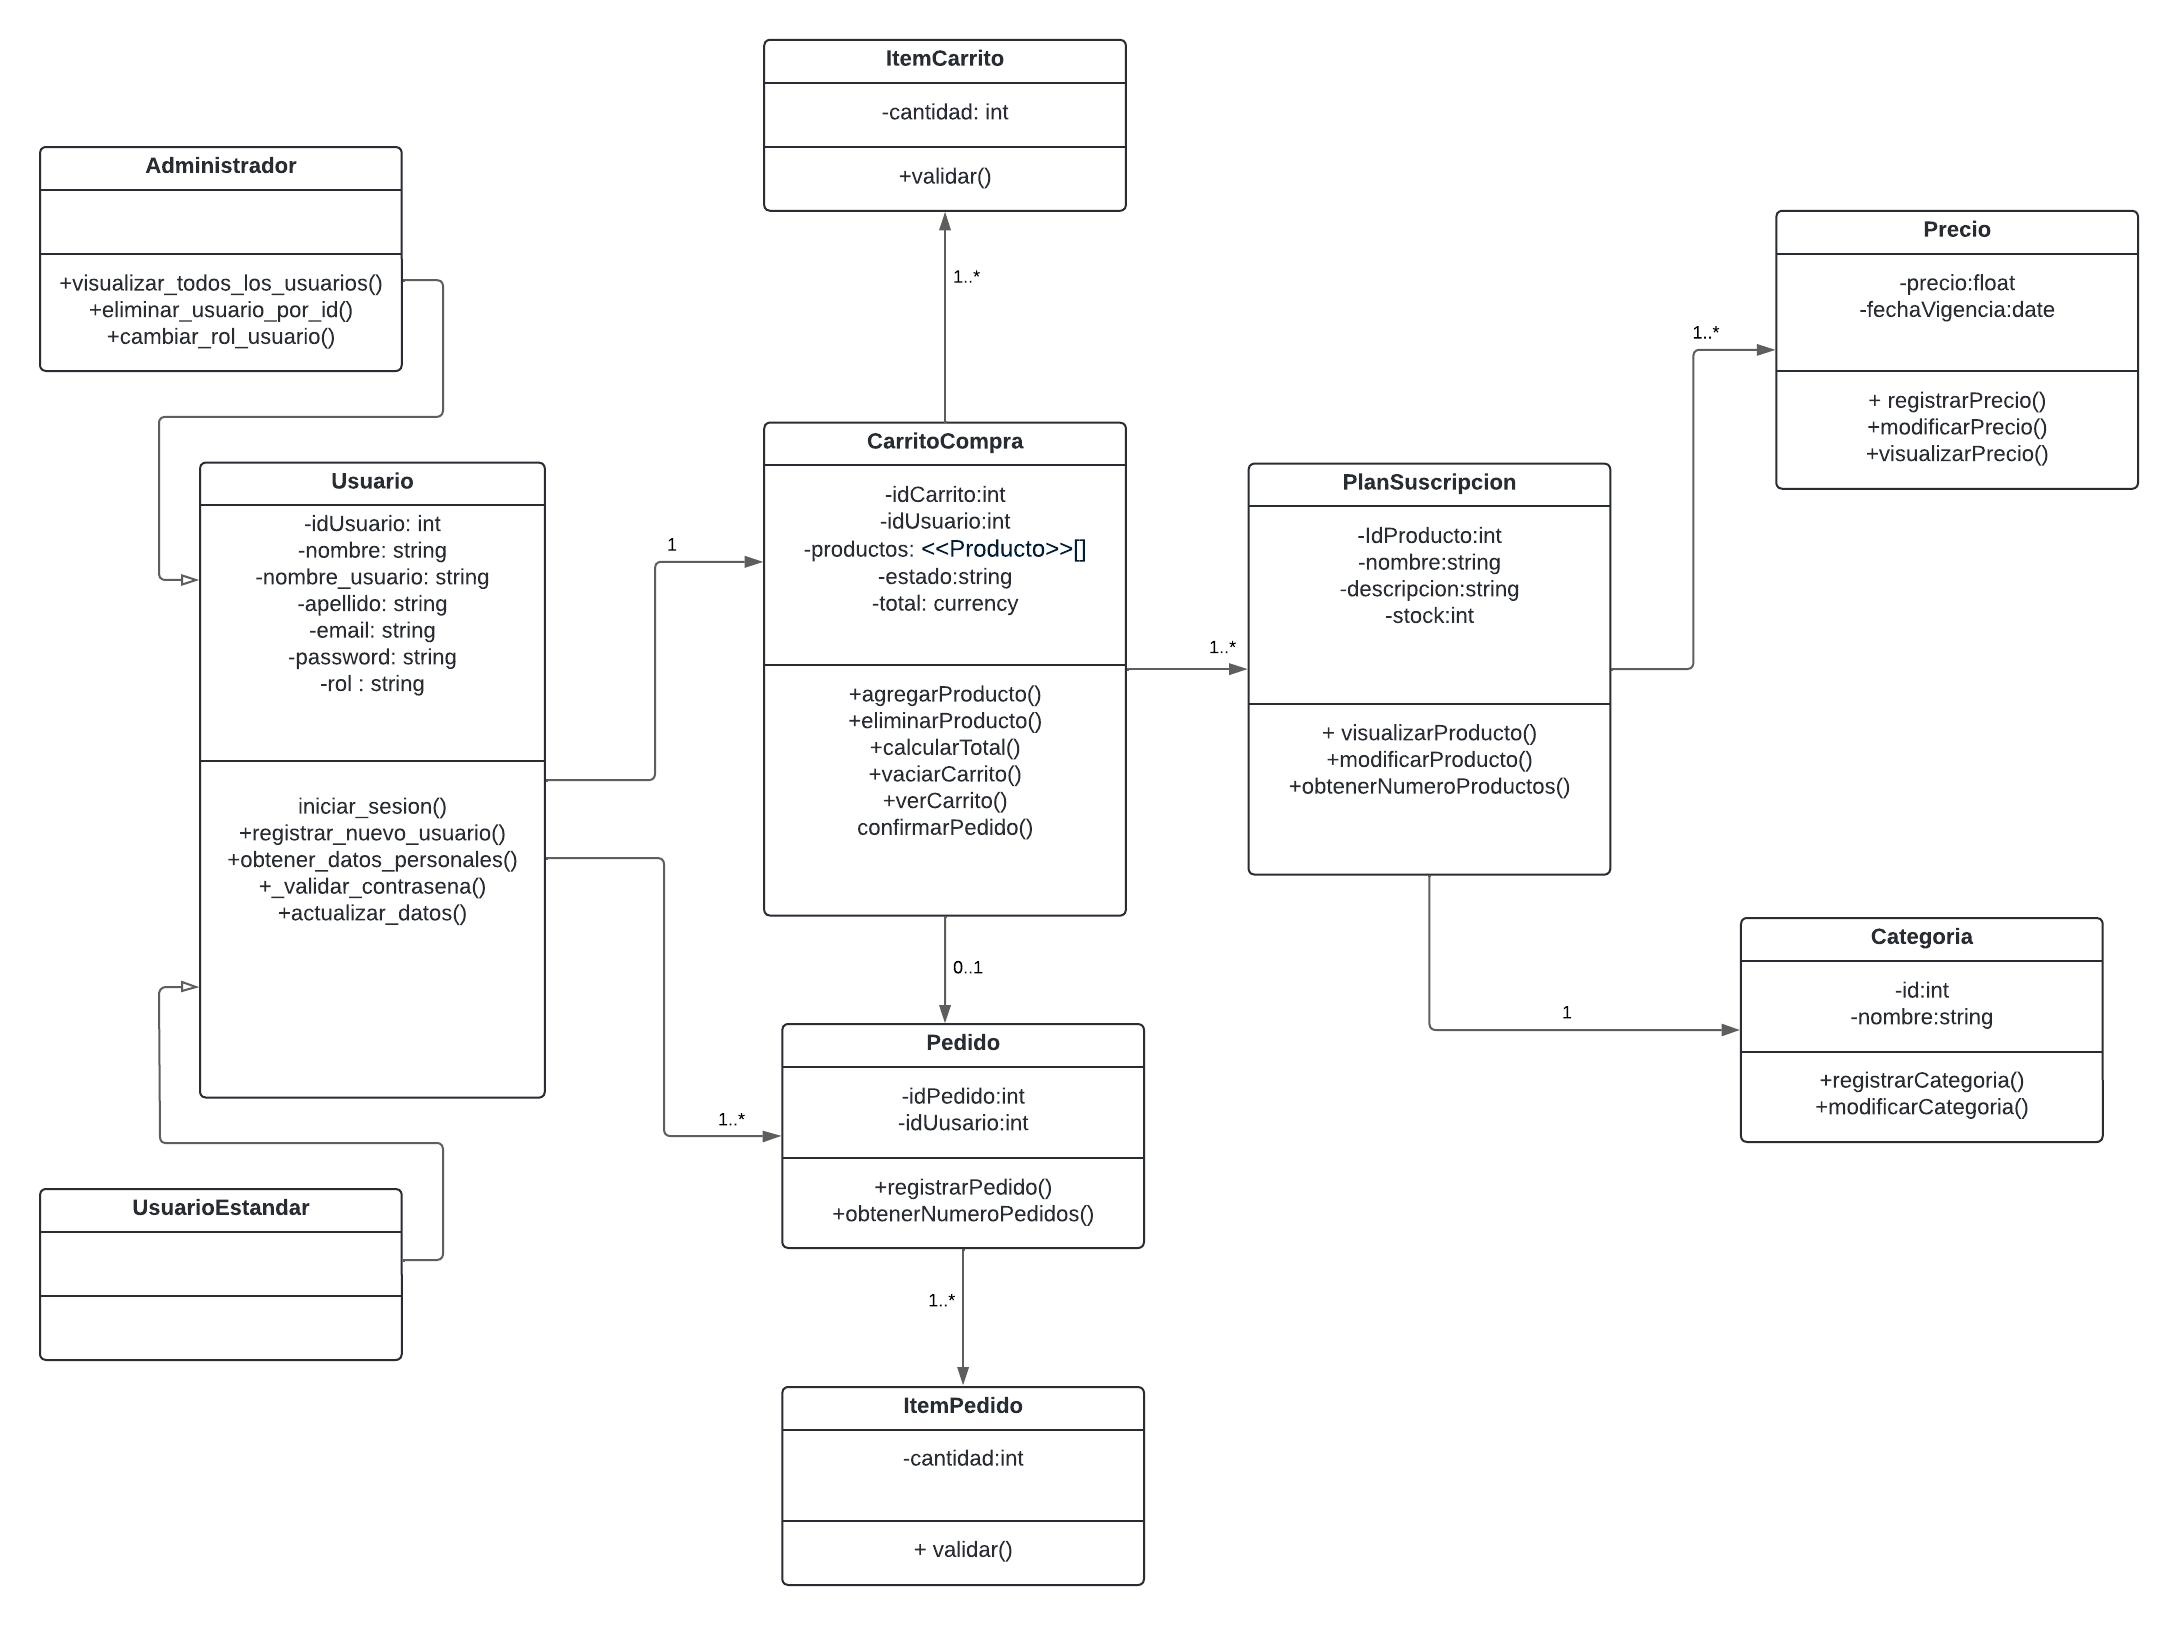 ItemCarrito
-cantidad: int
+validar()
Administrador
+visualizar_todos_los_usuarios()
+eliminar_usuario_por_id()
+cambiar_rol_usuario()
1..*
Precio
-precio:float
-fechaVigencia:date
+ registrarPrecio()
+modificarPrecio()
+visualizarPrecio()
1..*
Usuario
-idUsuario: int
-nombre: string
-nombre_usuario: string
-apellido: string
-email: string
-password: string
-rol : string
iniciar_sesion()
+registrar_nuevo_usuario()
+obtener_datos_personales()
+_validar_contrasena()
+actualizar_datos()
1
CarritoCompra
-idCarrito:int
-idUsuario:int
-productos: <<Producto>>[]
-estado:string
-total: currency
+agregarProducto()
+eliminarProducto()
+calcularTotal()
+vaciarCarrito()
+verCarrito()
confirmarPedido()
1..*
PlanSuscripcion
-IdProducto:int
-nombre:string
-descripcion:string
-stock:int
+ visualizarProducto()
+modificarProducto()
+obtenerNumeroProductos()
0..1
1
Categoria
-id:int
-nombre:string
+registrarCategoria()
+modificarCategoria()
1..*
Pedido
-idPedido:int
-idUusario:int
+registrarPedido()
+obtenerNumeroPedidos()
UsuarioEstandar
1..*
ItemPedido
-cantidad:int
+ validar()